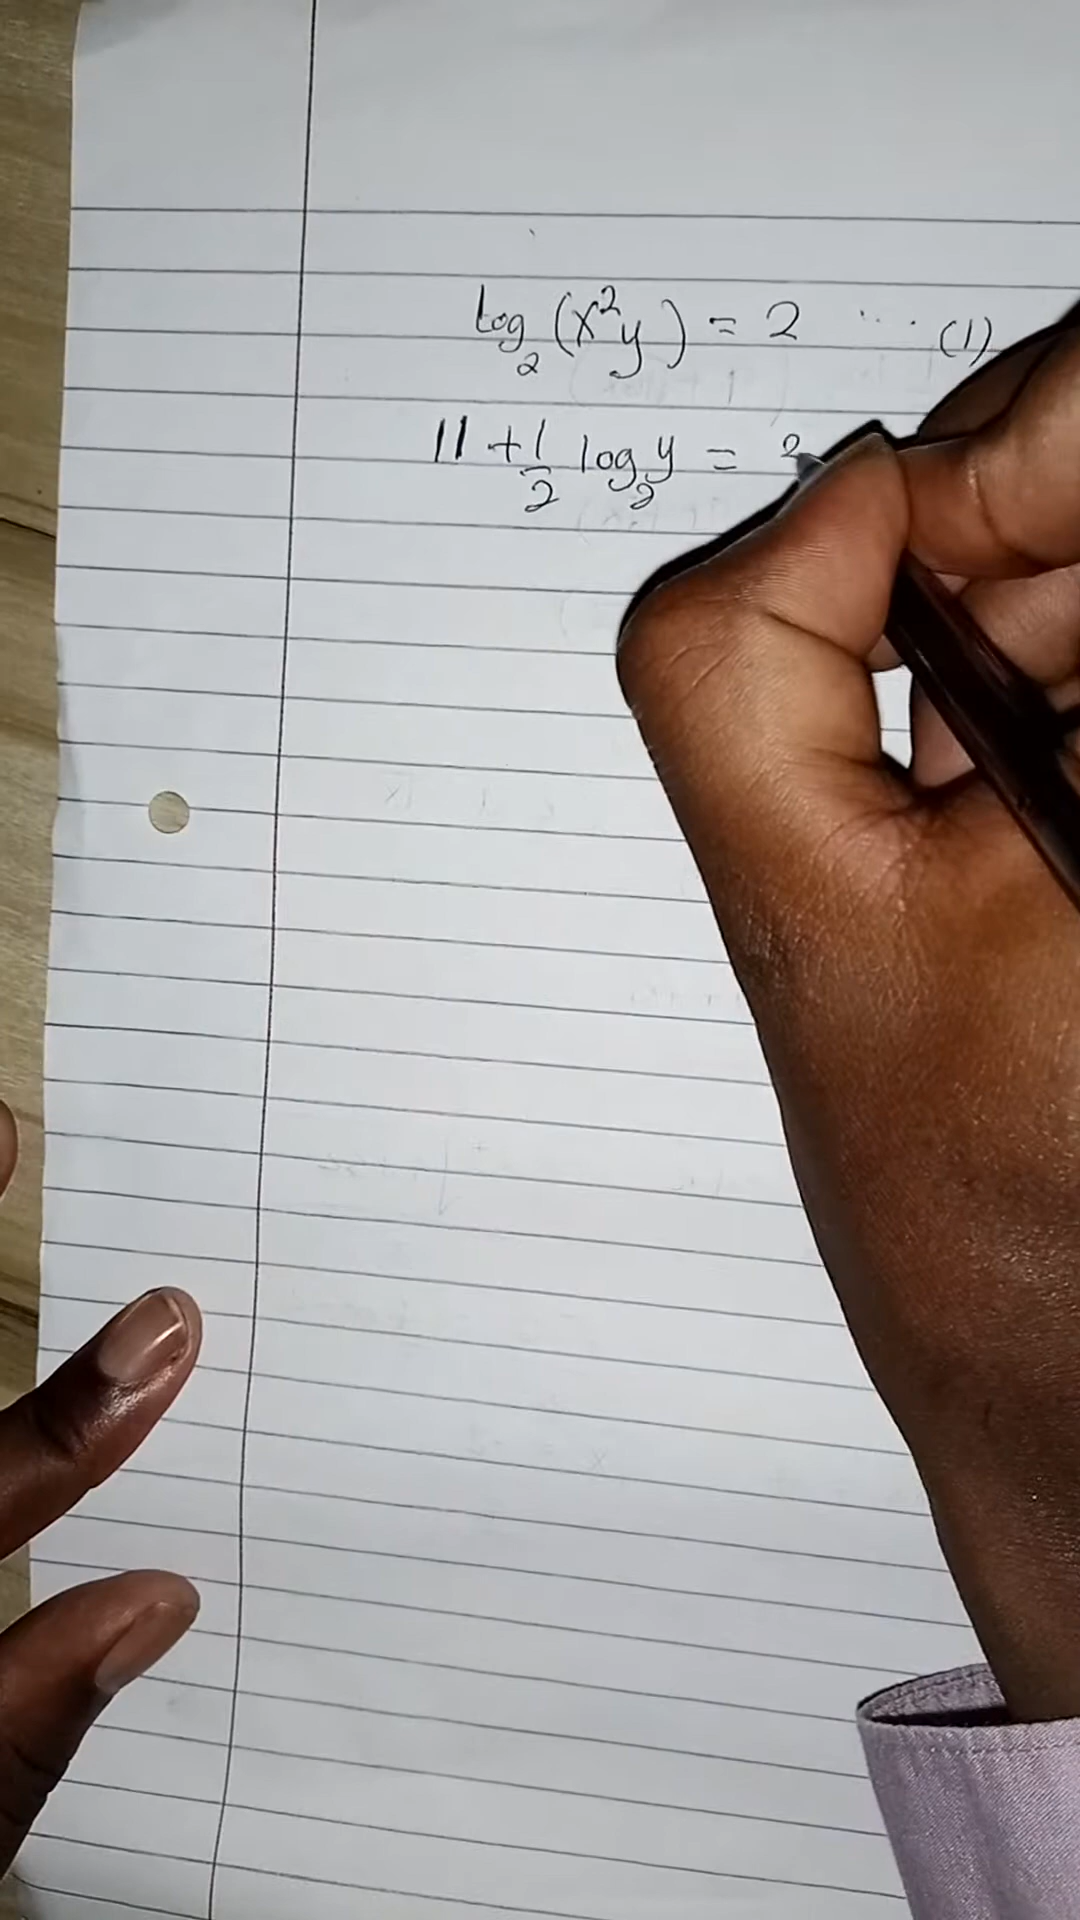 log₂(x²y) = 2 ... (1)
11 + 1/2 log₂y = 2